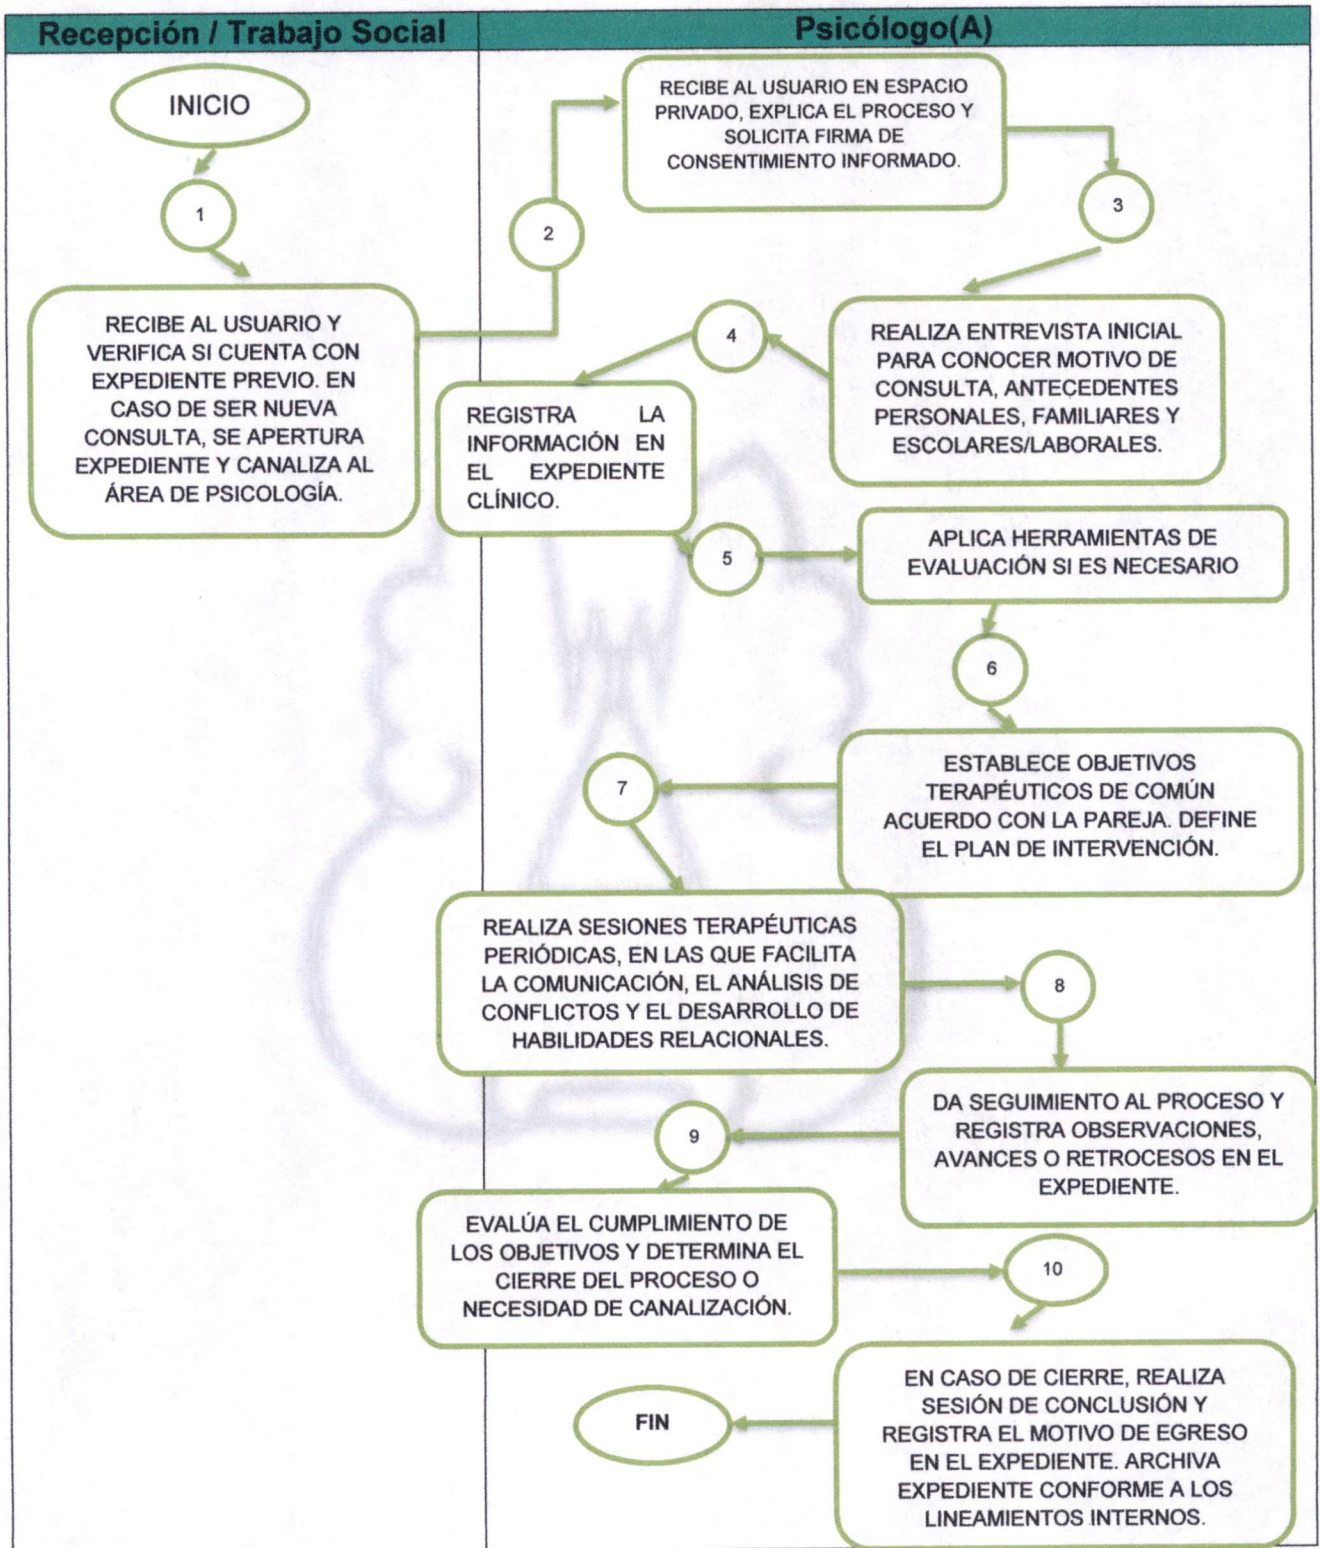 Recepción / Trabajo Social
Psicólogo(A)
INICIO
1
RECIBE AL USUARIO Y
VERIFICA SI CUENTA CON
EXPEDIENTE PREVIO. EN
CASO DE SER NUEVA
CONSULTA, SE APERTURA
EXPEDIENTE Y CANALIZA AL
ÁREA DE PSICOLOGÍA.
2
RECIBE AL USUARIO EN ESPACIO
PRIVADO, EXPLICA EL PROCESO Y
SOLICITA FIRMA DE
CONSENTIMIENTO INFORMADO.
3
REALIZA ENTREVISTA INICIAL
PARA CONOCER MOTIVO DE
CONSULTA, ANTECEDENTES
PERSONALES, FAMILIARES Y
ESCOLARES/LABORALES.
4
REGISTRA LA
INFORMACIÓN EN
EL EXPEDIENTE
CLÍNICO.
5
APLICA HERRAMIENTAS DE
EVALUACIÓN SI ES NECESARIO
6
ESTABLECE OBJETIVOS
TERAPÉUTICOS DE COMÚN
ACUERDO CON LA PAREJA. DEFINE
EL PLAN DE INTERVENCIÓN.
7
REALIZA SESIONES TERAPÉUTICAS
PERIÓDICAS, EN LAS QUE FACILITA
LA COMUNICACIÓN, EL ANÁLISIS DE
CONFLICTOS Y EL DESARROLLO DE
HABILIDADES RELACIONALES.
8
DA SEGUIMIENTO AL PROCESO Y
REGISTRA OBSERVACIONES,
AVANCES O RETROCESOS EN EL
EXPEDIENTE.
9
EVALÚA EL CUMPLIMIENTO DE
LOS OBJETIVOS Y DETERMINA EL
CIERRE DEL PROCESO O
NECESIDAD DE CANALIZACIÓN.
10
EN CASO DE CIERRE, REALIZA
SESIÓN DE CONCLUSIÓN Y
REGISTRA EL MOTIVO DE EGRESO
EN EL EXPEDIENTE. ARCHIVA
EXPEDIENTE CONFORME A LOS
LINEAMIENTOS INTERNOS.
FIN